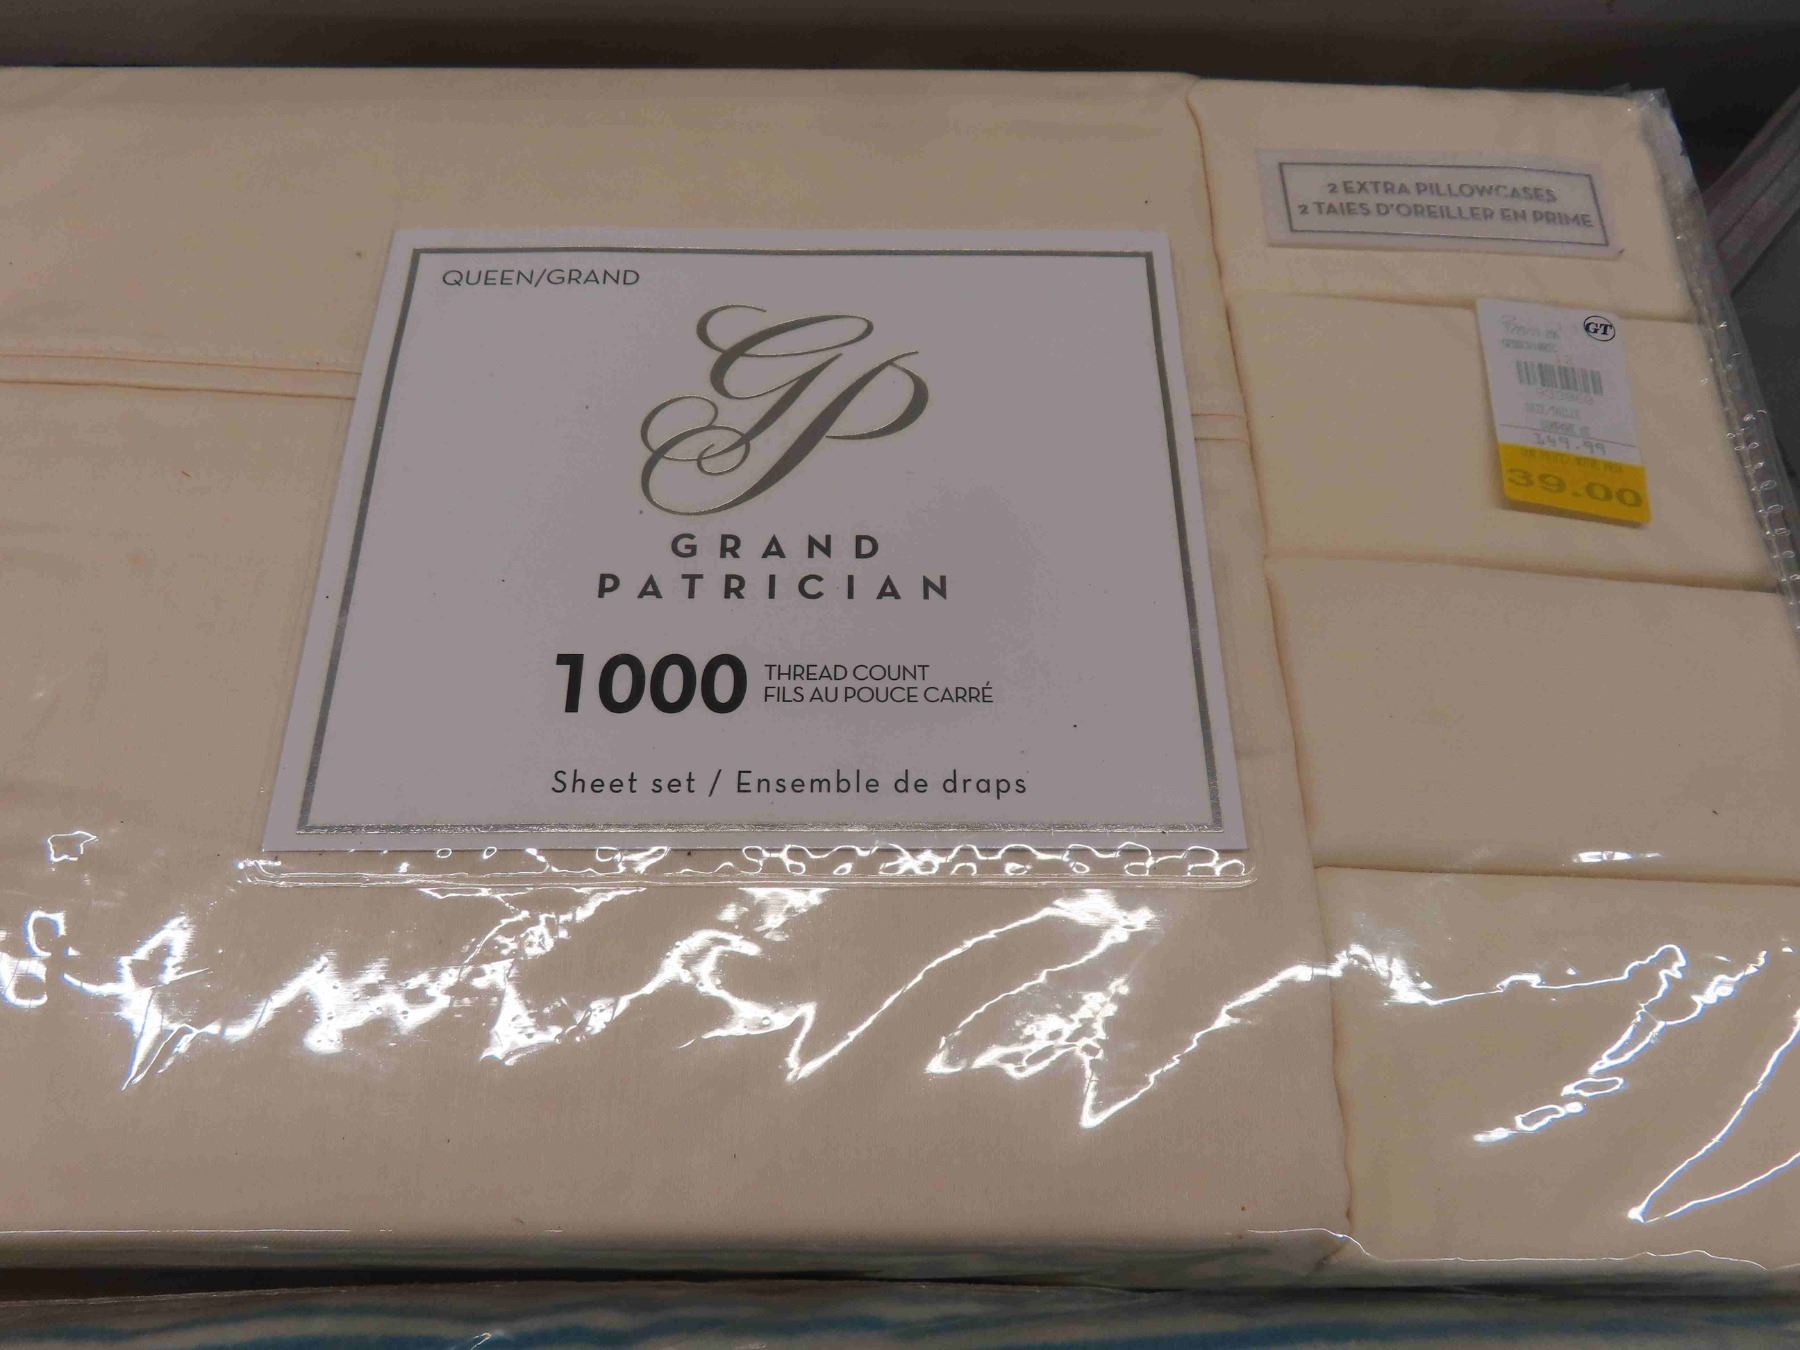 QUEEN/GRAND
GP
GRAND
PATRICIAN
1000 THREAD COUNT
FILS AU POUCE CARRÉ
Sheet set / Ensemble de draps
2 EXTRA PILLOWCASES
2 TAIES D'OREILLER EN PRIME
GT
149.99
39.00